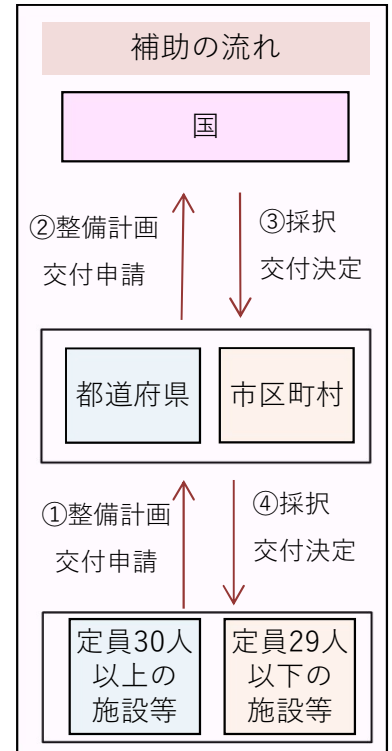 補助の流れ
国
②整備計画
交付申請
③採択
交付決定
都道府県
市区町村
①整備計画
交付申請
④採択
交付決定
定員30人
以上の
施設等
定員29人
以下の
施設等